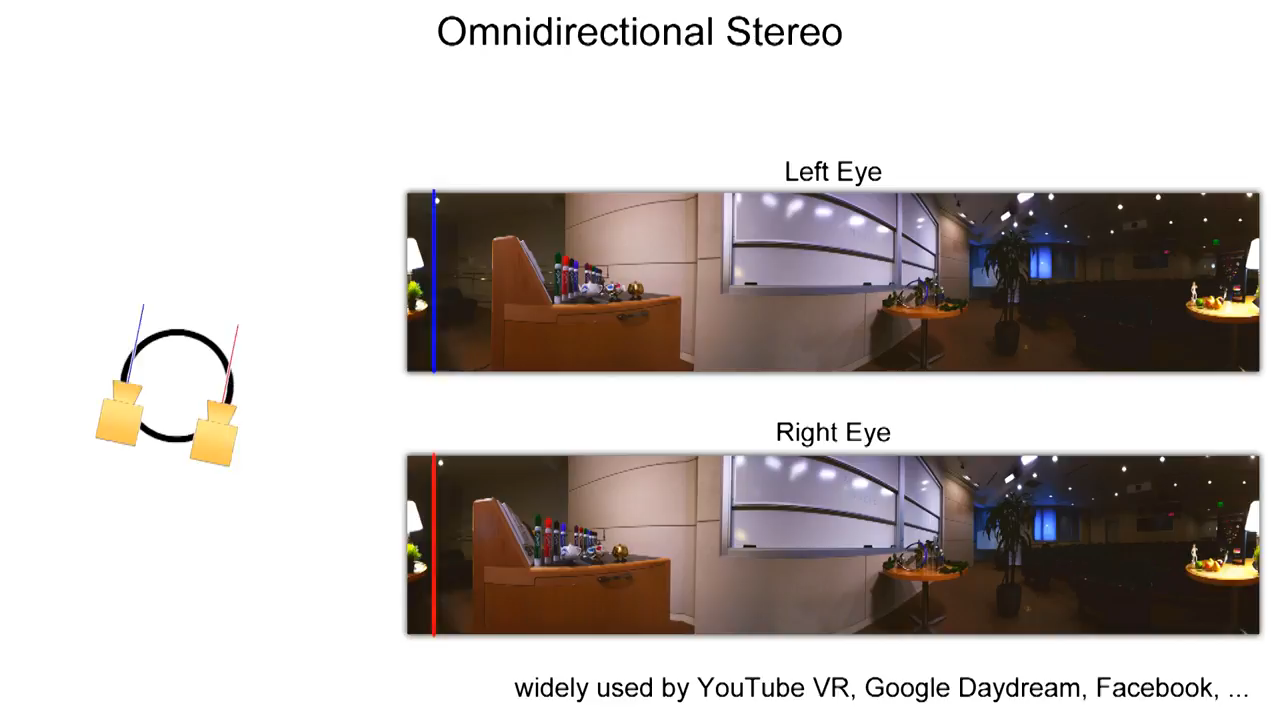 Omnidirectional Stereo
Left Eye
Right Eye
widely used by YouTube VR, Google Daydream, Facebook, ...